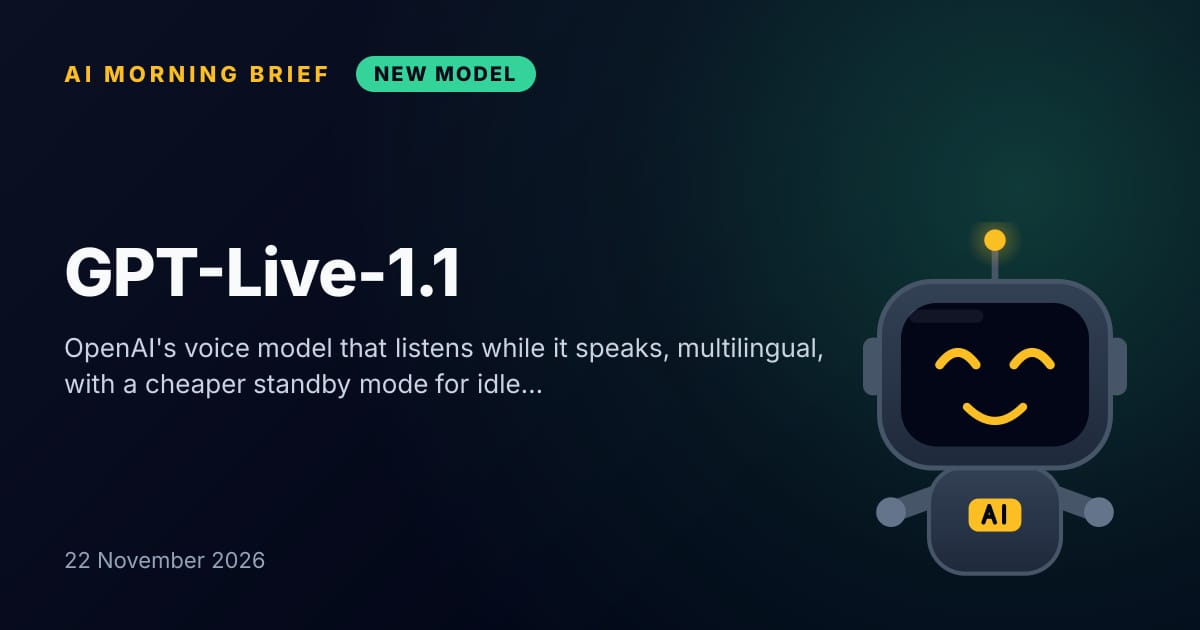 AI MORNING BRIEF
NEW MODEL
GPT-Live-1.1
OpenAI's voice model that listens while it speaks, multilingual,
with a cheaper standby mode for idle...
AI
22 November 2026